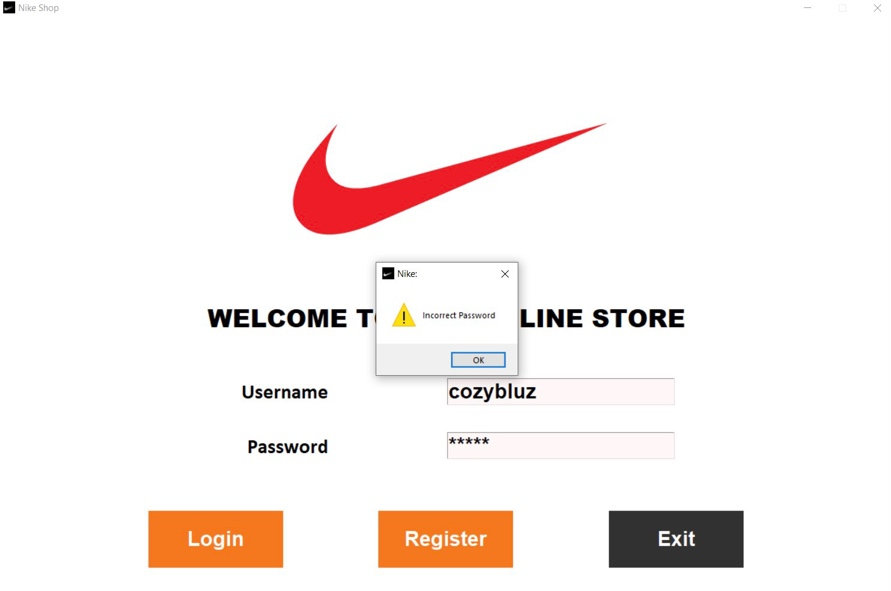 Nike Shop
Nike:
Incorrect Password
OK
WELCOME T LINE STORE
Username
cozybluz
Password
*****
Login
Register
Exit